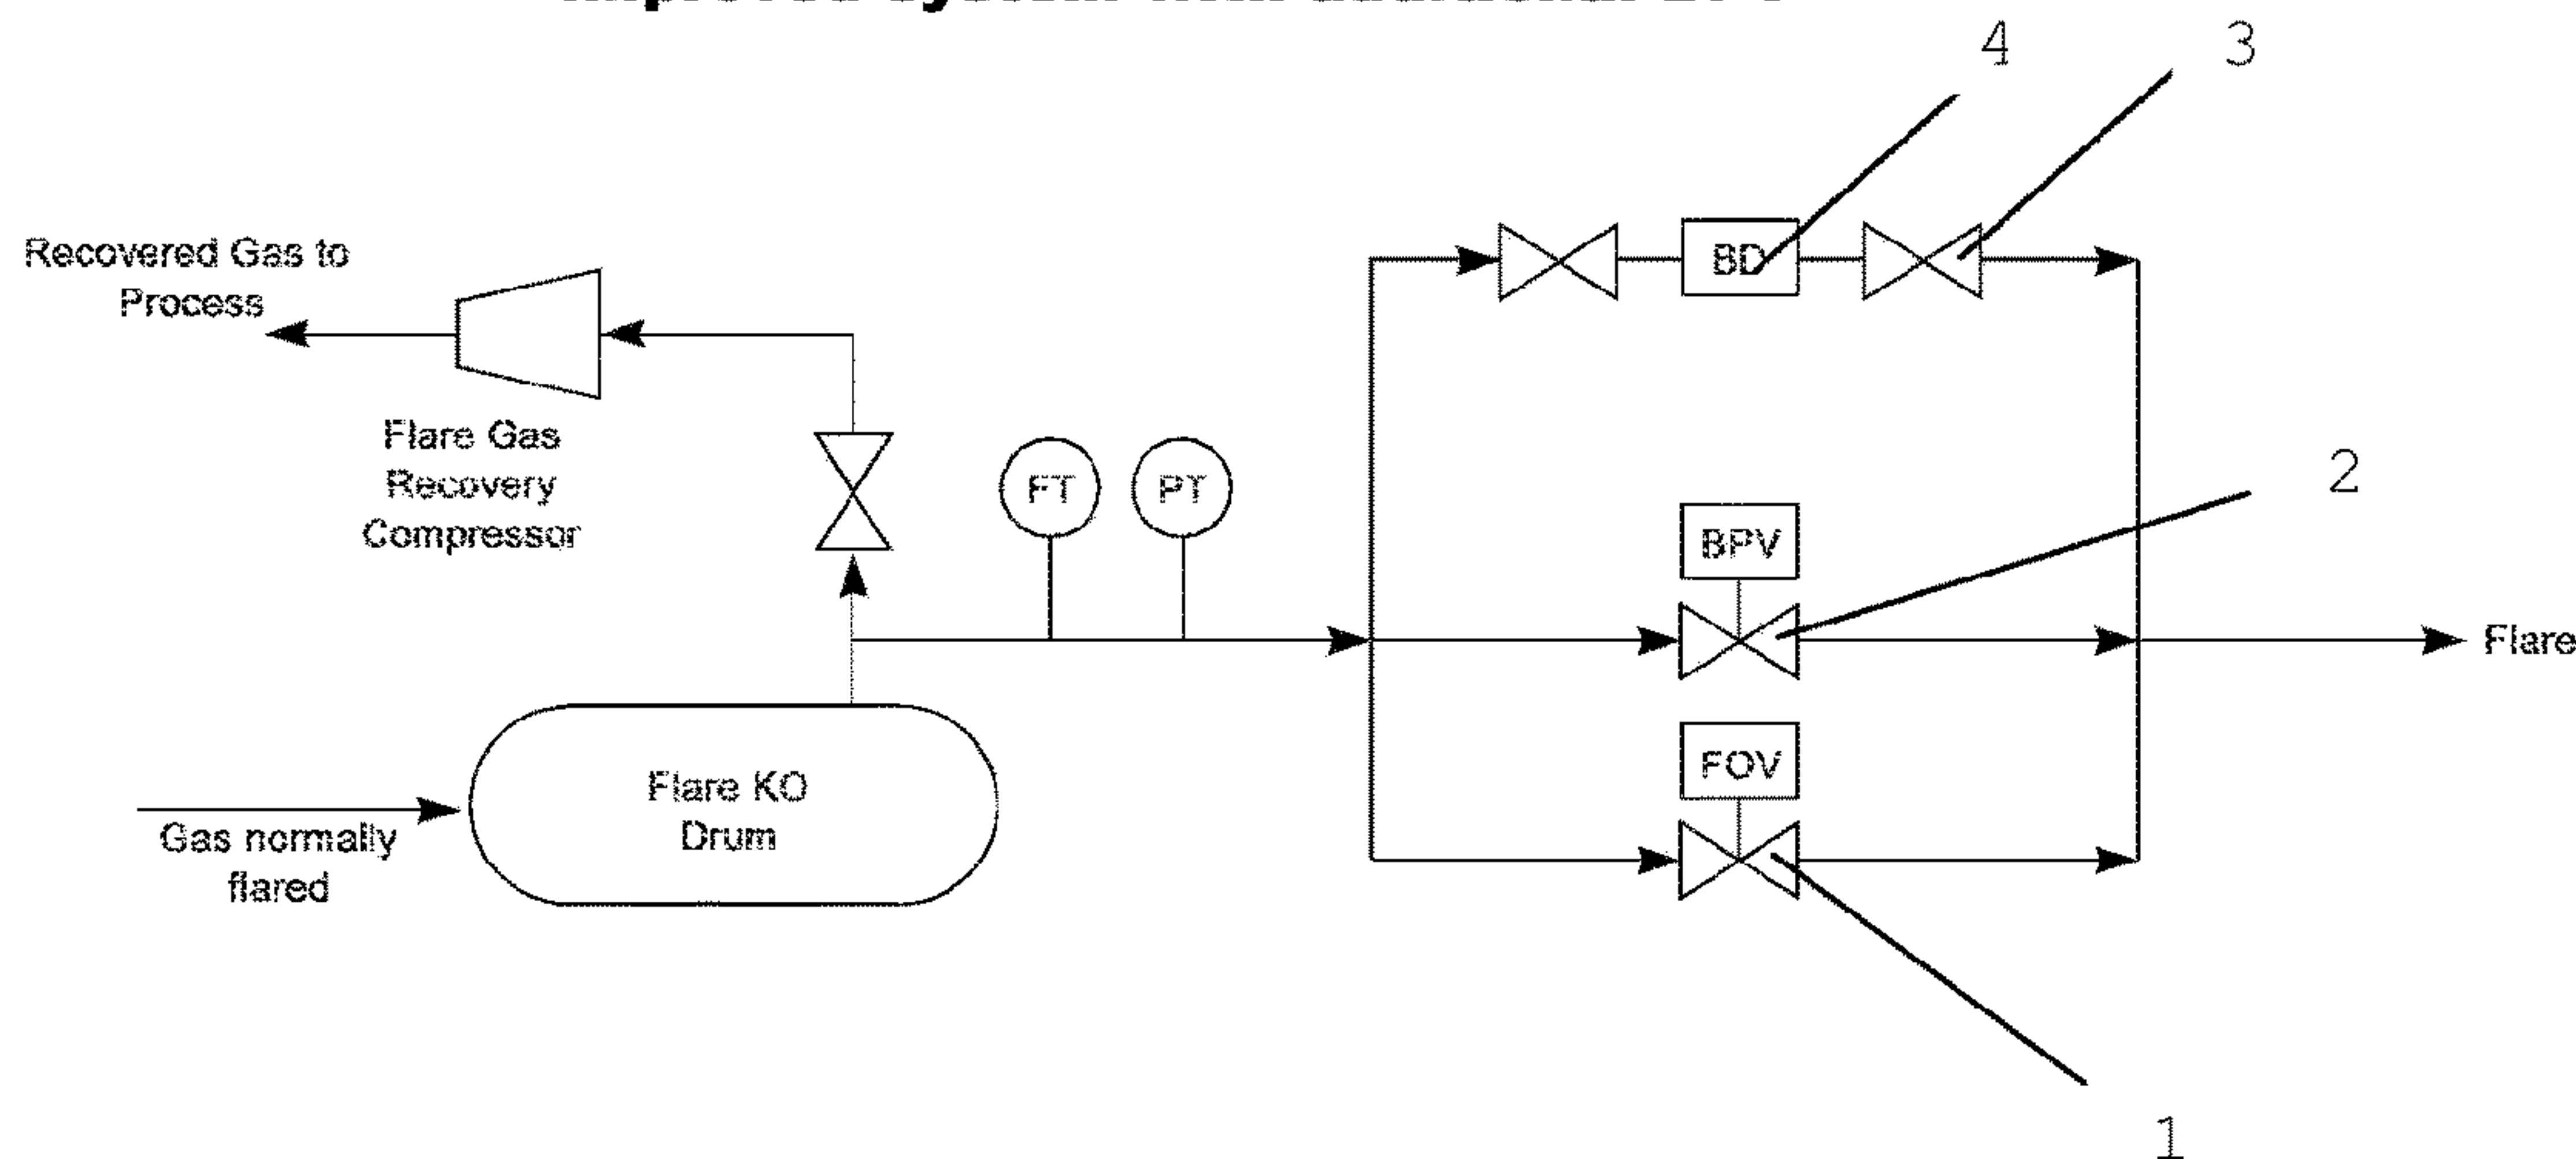 4
3
Recovered Gas to
Process
BD
Flare Gas
Recovery
Compressor
FT
PT
BPV
2
Flare
FOV
Flare KO
Drum
Gas normally
flared
1